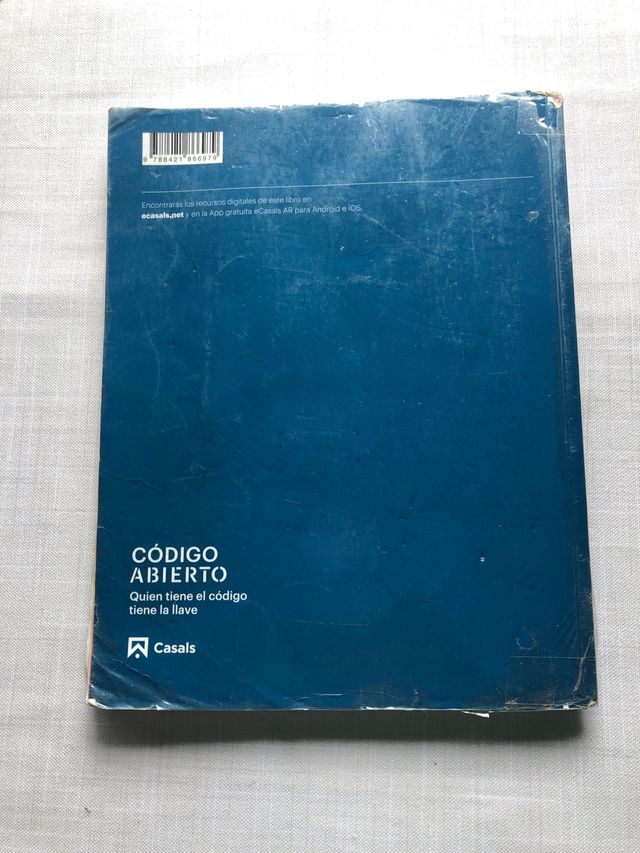 9 788421 866979
Encontrarás los recursos digitales de este libro en
ecasals.net y en la App gratuita eCasals AR para Android e iOS.
CÓDIGO
ABIERTO
Quien tiene el código
tiene la llave
Casals